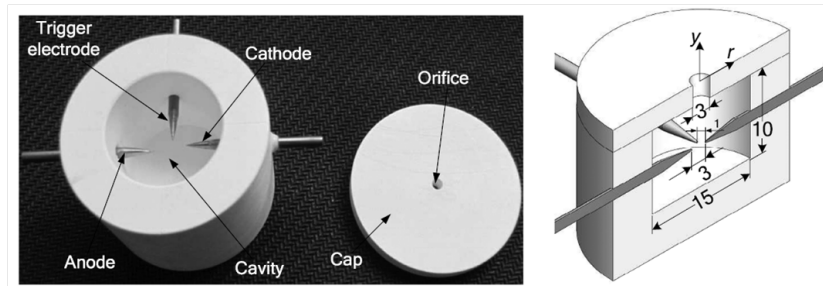 Trigger
electrode
Cathode
Orifice
Anode
Cavity
Cap
y
r
3
1
10
3
15